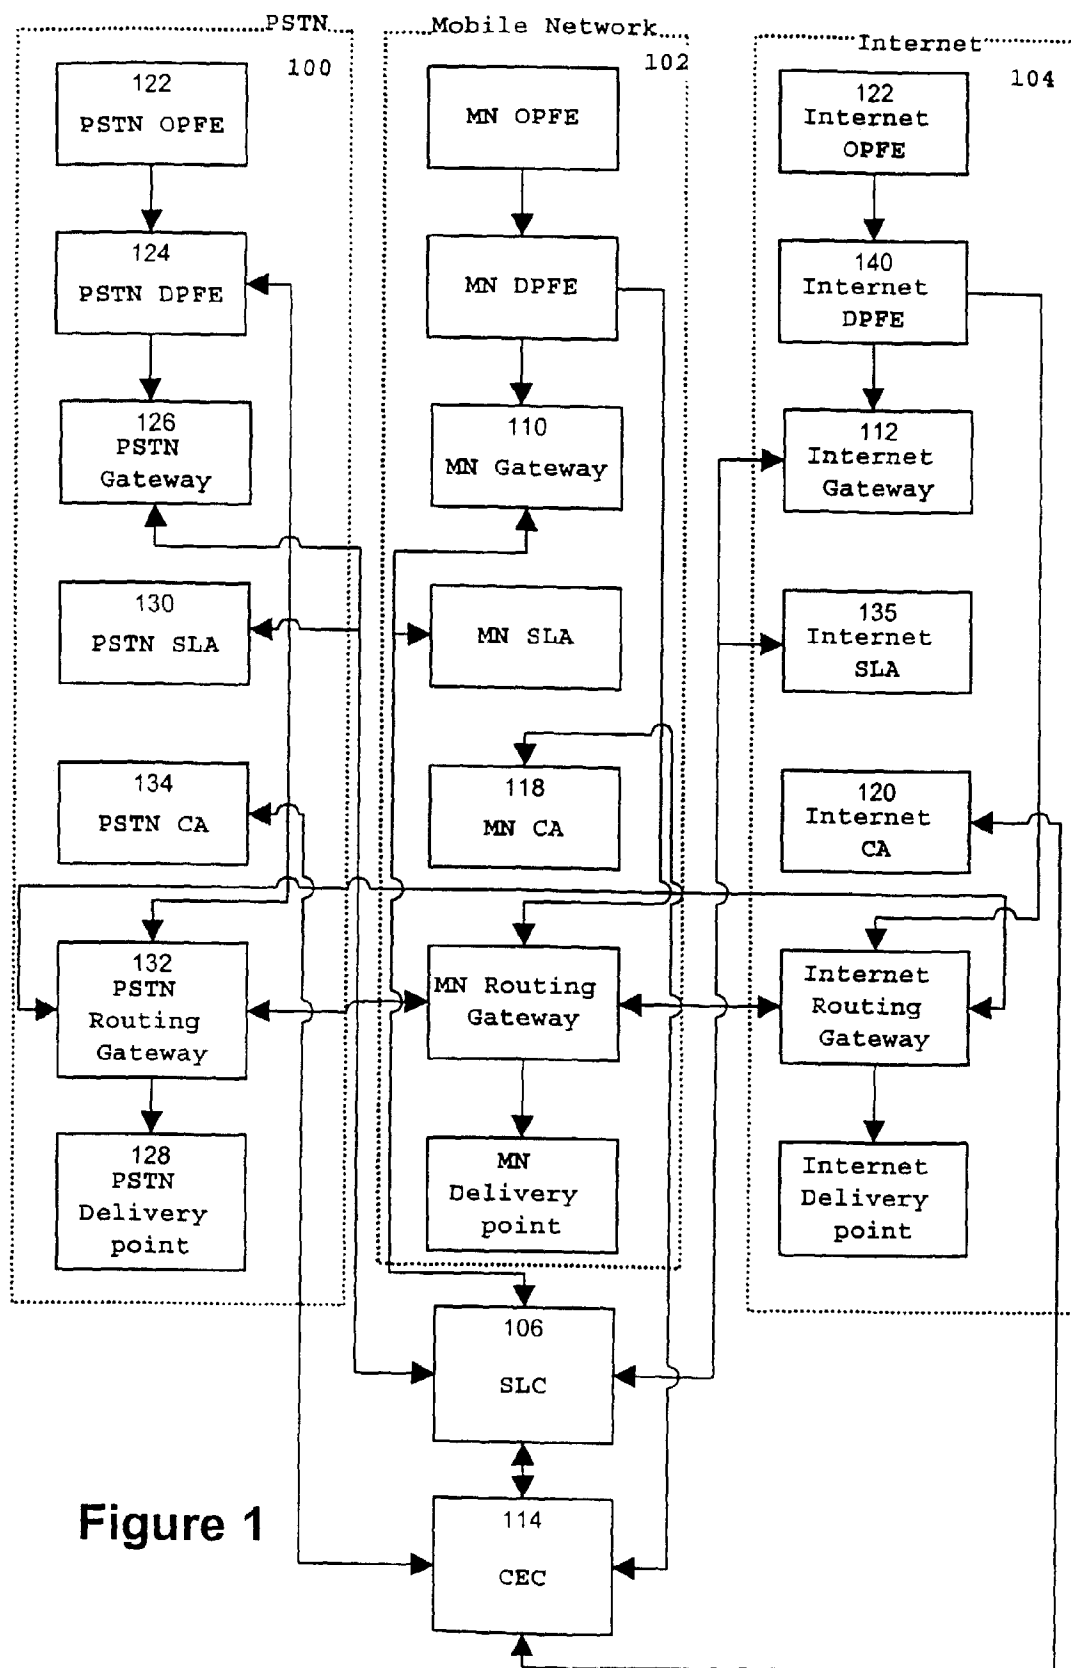 PSTN
100
122
PSTN OPFE
124
PSTN DPFE
126
PSTN
Gateway
130
PSTN SLA
134
PSTN CA
132
PSTN
Routing
Gateway
128
PSTN
Delivery
point
Mobile Network
102
MN OPFE
MN DPFE
110
MN Gateway
MN SLA
118
MN CA
MN Routing
Gateway
MN
Delivery
point
Internet
104
122
Internet
OPFE
140
Internet
DPFE
112
Internet
Gateway
135
Internet
SLA
120
Internet
CA
Internet
Routing
Gateway
Internet
Delivery
point
106
SLC
114
CEC
Figure 1